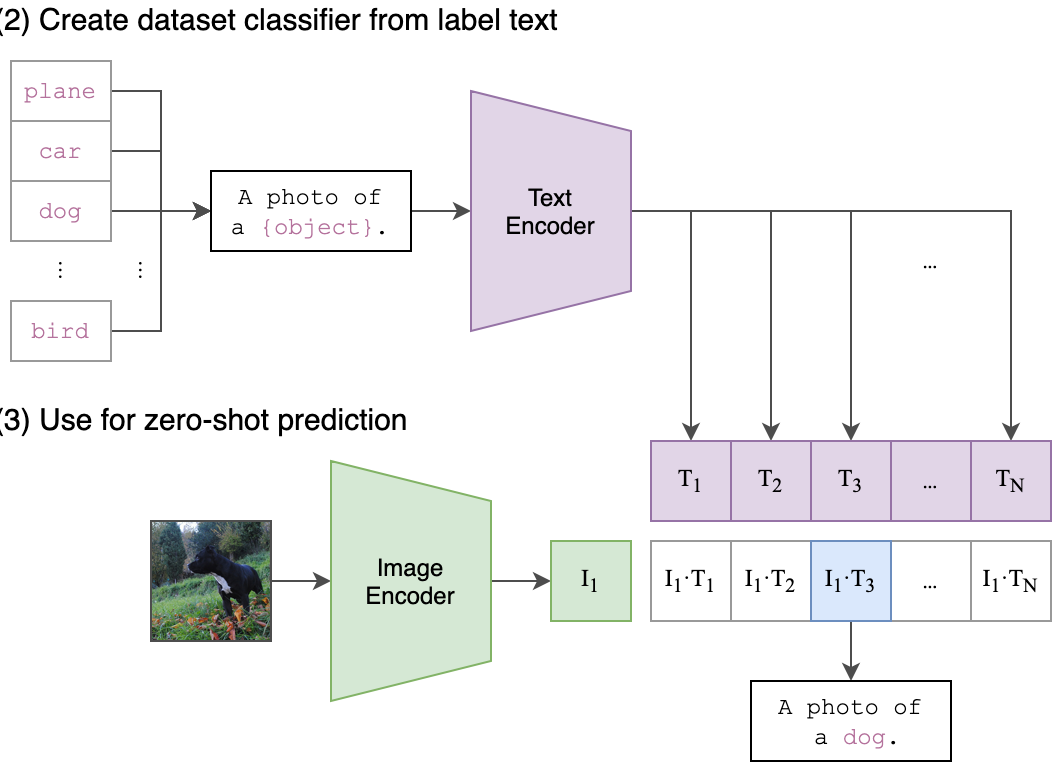 (2) Create dataset classifier from label text
plane
car
dog
⋮ ⋮
bird
A photo of
a {object}.
Text
Encoder
...
(3) Use for zero-shot prediction
Image
Encoder
I₁
T₁ T₂ T₃ ... T_N
I₁·T₁ I₁·T₂ I₁·T₃ ... I₁·T_N
A photo of
a dog.